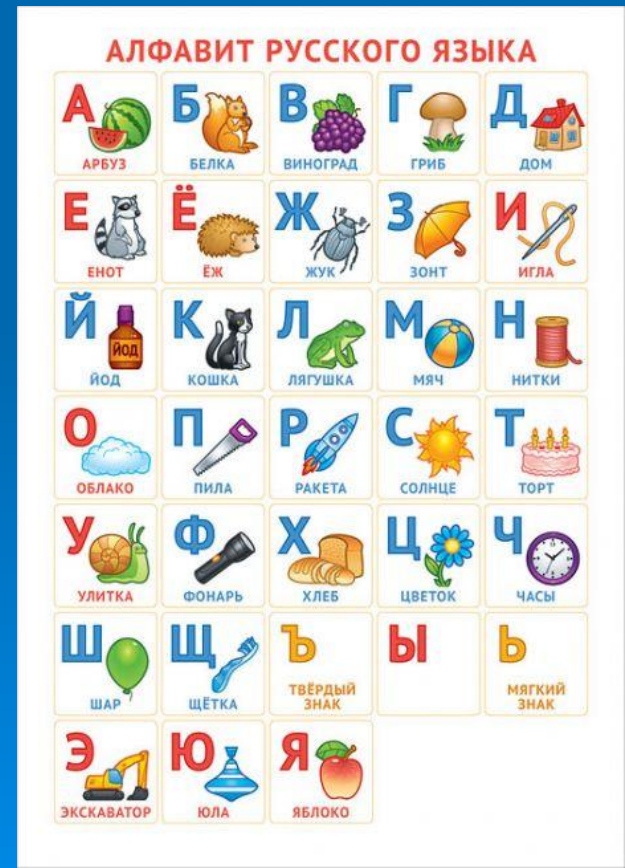 АЛФАВИТ РУССКОГО ЯЗЫКА
А Б В Г Д
АРБУЗ БЕЛКА ВИНОГРАД ГРИБ ДОМ
Е Ё Ж З И
ЕНОТ ЁЖ ЖУК ЗОНТ ИГЛА
Й К Л М Н
ЙОД
ЙОД КОШКА ЛЯГУШКА МЯЧ НИТКИ
О П Р С Т
ОБЛАКО ПИЛА РАКЕТА СОЛНЦЕ ТОРТ
У Ф Х Ц Ч
УЛИТКА ФОНАРЬ ХЛЕБ ЦВЕТОК ЧАСЫ
Ш Щ Ъ Ы Ь
ШАР ЩЁТКА ТВЁРДЫЙ ЗНАК МЯГКИЙ ЗНАК
Э Ю Я
ЭКСКАВАТОР ЮЛА ЯБЛОКО